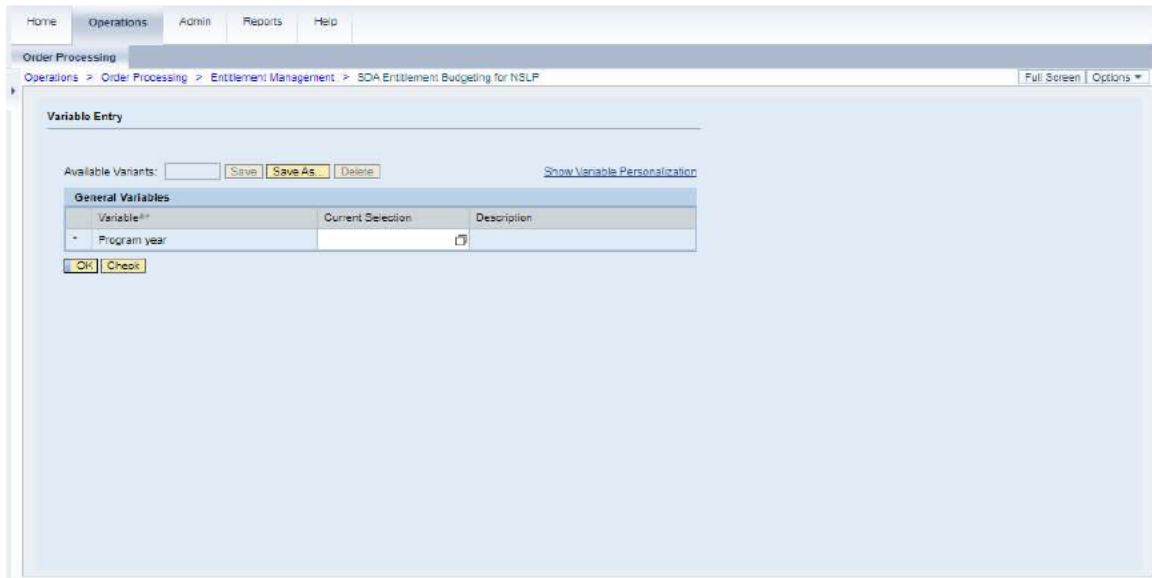 Home Operations Admin Reports Help
Order Processing
Operations > Order Processing > Entitlement Management > SDA Entitlement Budgeting for NSLP
Full Screen Options
Variable Entry
Available Variants: Save Save As... Delete Show Variable Personalization
General Variables
Variable Current Selection Description
* Program year
OK Check